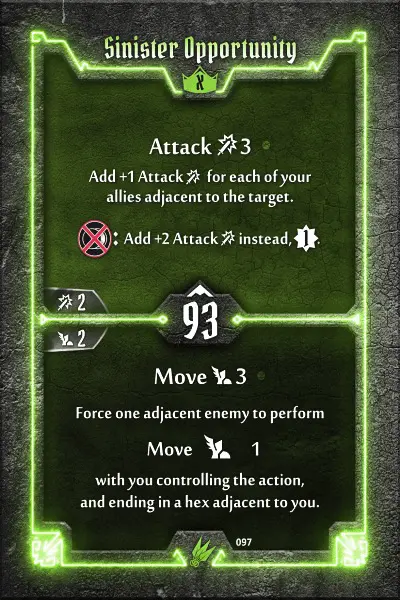 Sinister Opportunity
X
Attack 3
Add +1 Attack for each of your
allies adjacent to the target.
: Add +2 Attack instead, 1.
2
93
2
Move 3
Force one adjacent enemy to perform
Move 1
with you controlling the action,
and ending in a hex adjacent to you.
097